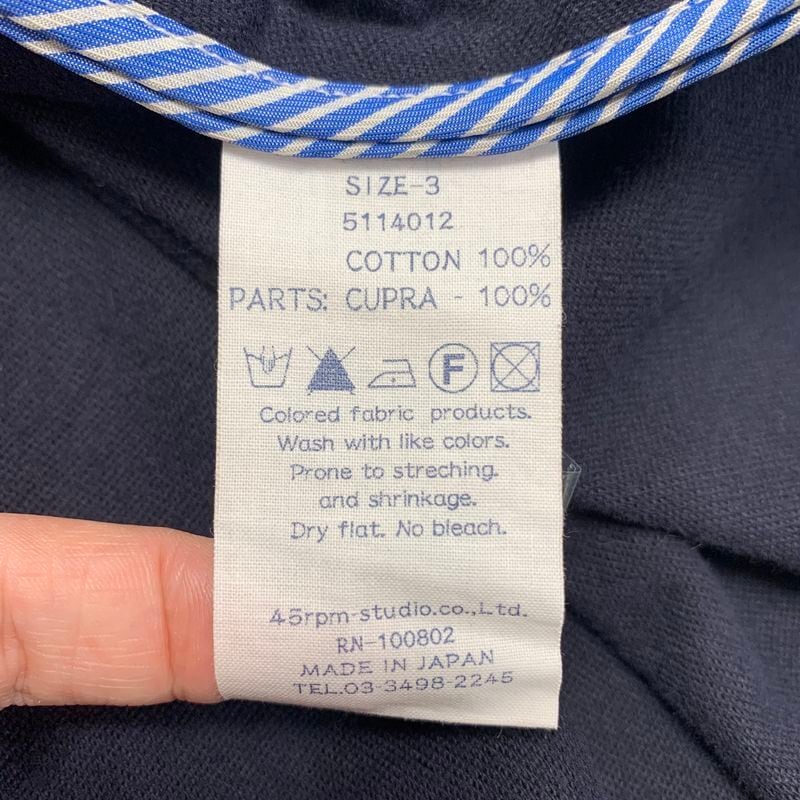 SIZE-3
5114012
COTTON 100%
PARTS: CUPRA - 100%
F
Colored fabric products.
Wash with like colors.
Prone to streching.
and shrinkage.
Dry flat. No bleach.
45rpm-studio.co.,Ltd.
RN-100802
MADE IN JAPAN
TEL.03-3498-2245